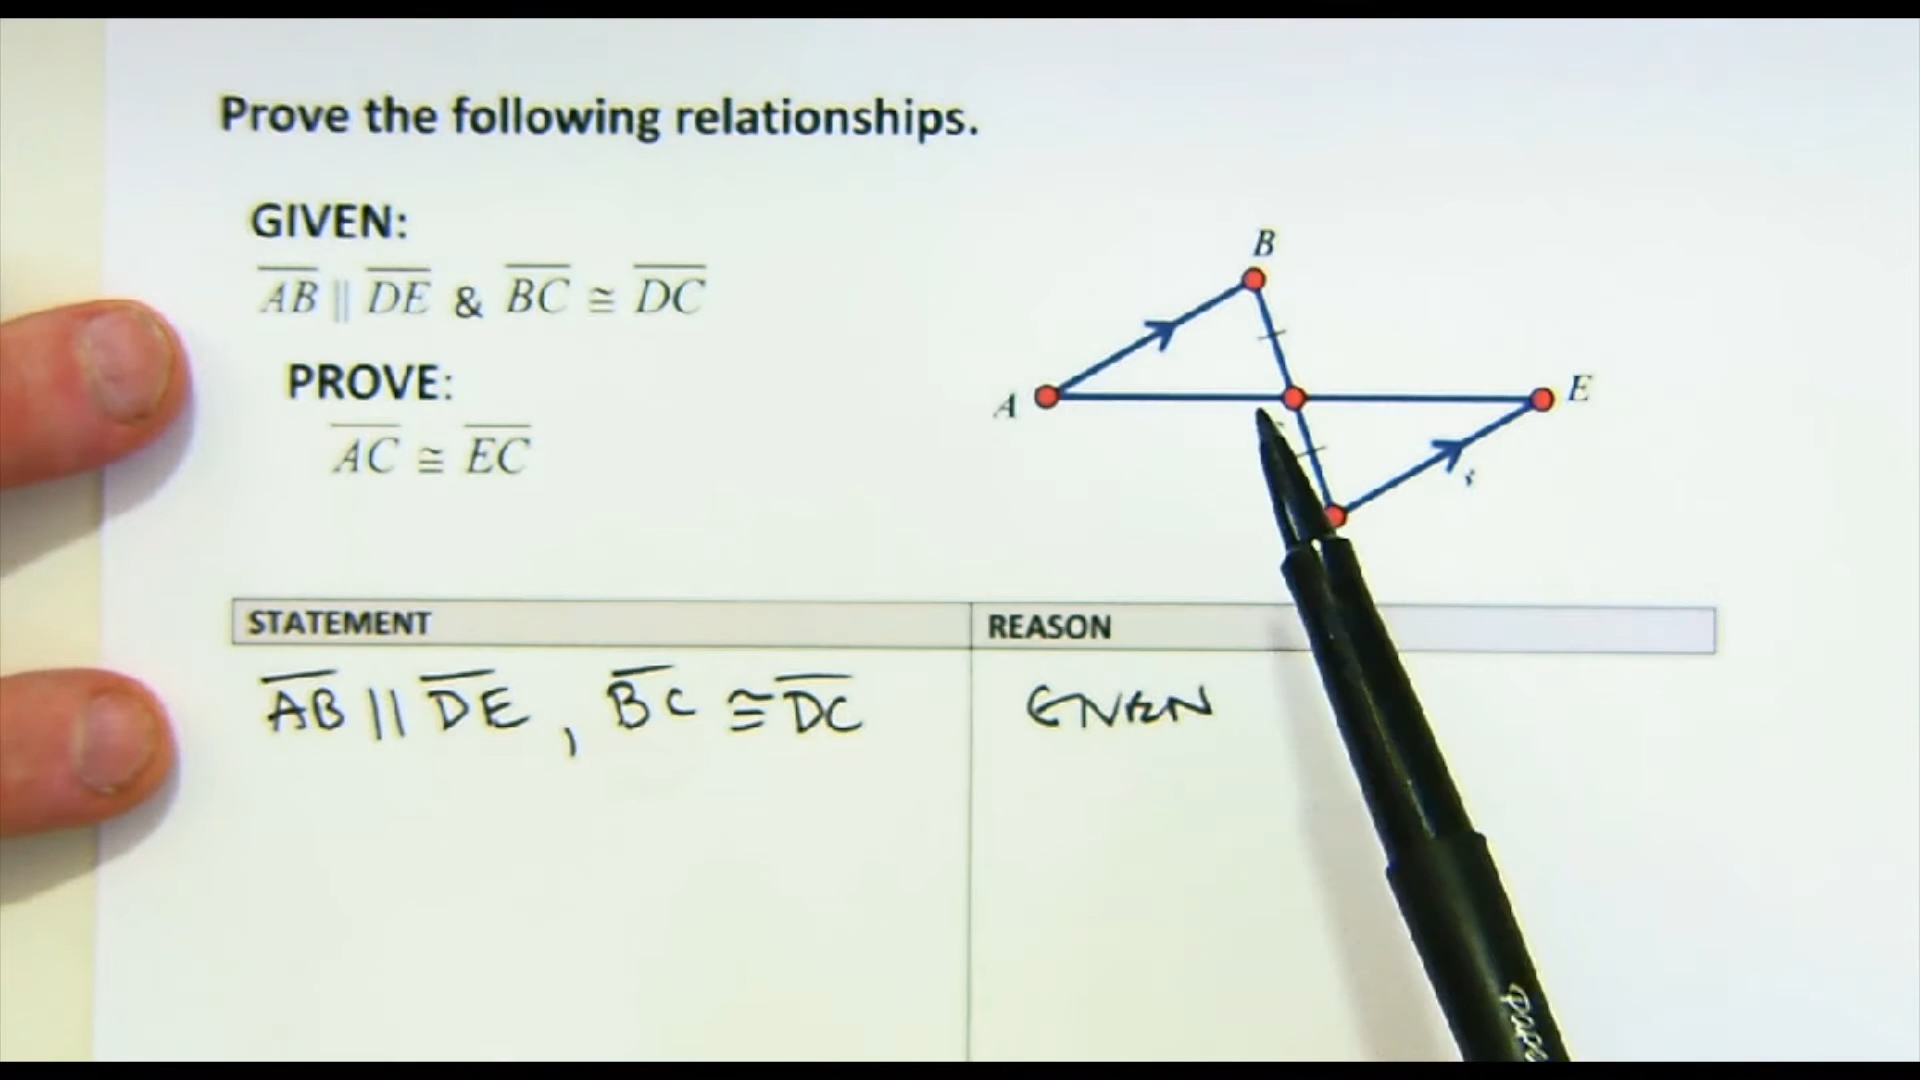 Prove the following relationships.
GIVEN:
AB || DE & BC ≅ DC
PROVE:
AC ≅ EC
B
A
E
STATEMENT REASON
AB || DE , BC ≅ DC GIVEN